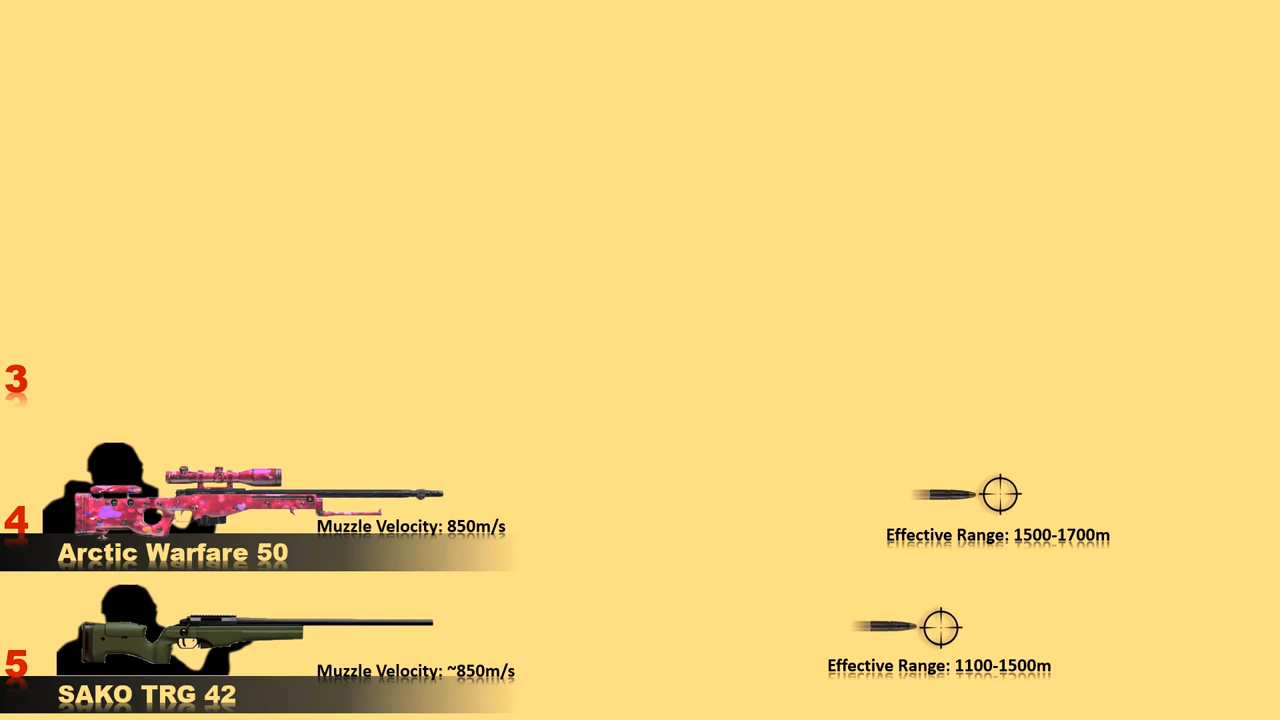 3
4
Muzzle Velocity: 850m/s
Effective Range: 1500-1700m
Arctic Warfare 50
5
Muzzle Velocity: ~850m/s
Effective Range: 1100-1500m
SAKO TRG 42